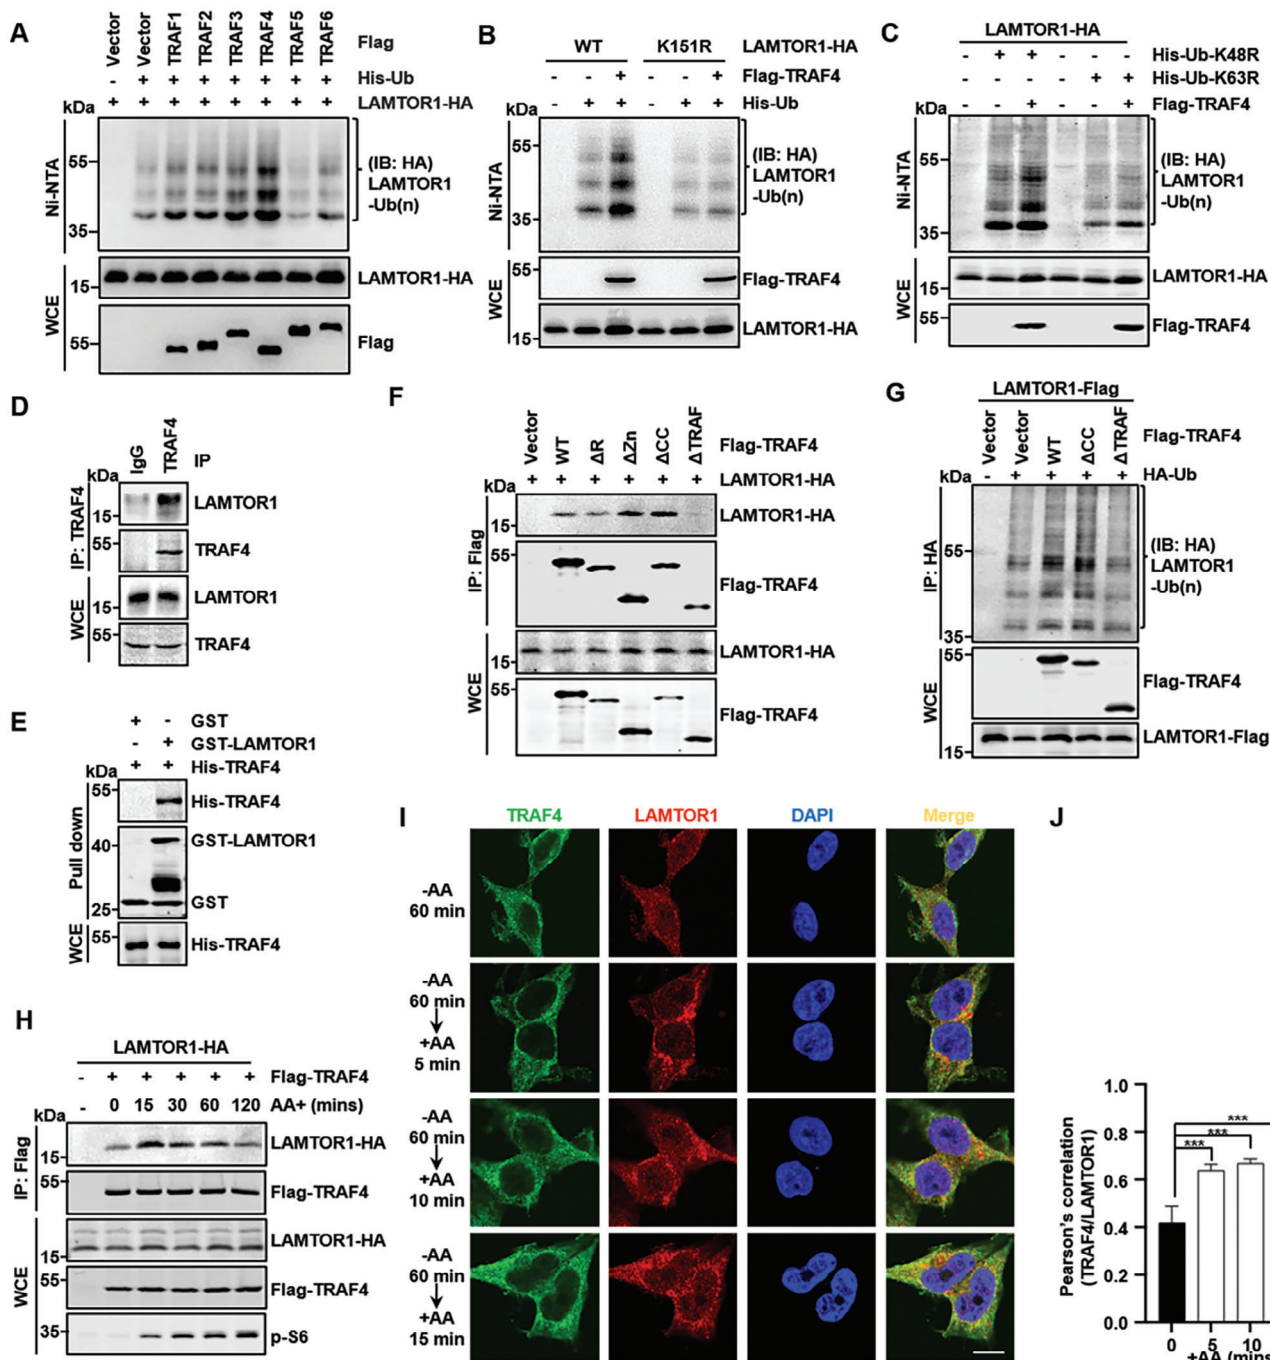 A
Vector
Vector
TRAF1
TRAF2
TRAF3
TRAF4
TRAF5
TRAF6
Flag
- + + + + + + + His-Ub
kDa + + + + + + + + LAMTOR1-HA
Ni-NTA
55
35
(IB: HA)
LAMTOR1
-Ub(n)
WCE
15
LAMTOR1-HA
55
Flag
B
WT K151R LAMTOR1-HA
+ + Flag-TRAF4
kDa - + + - + + His-Ub
Ni-NTA
55
35
(IB: HA)
LAMTOR1
-Ub(n)
WCE
55
Flag-TRAF4
15
LAMTOR1-HA
C
LAMTOR1-HA
- + + - - - His-Ub-K48R
- - - - + + His-Ub-K63R
kDa - - + - - + Flag-TRAF4
Ni-NTA
55
35
(IB: HA)
LAMTOR1
-Ub(n)
WCE
15
LAMTOR1-HA
55
Flag-TRAF4
D
IgG
TRAF4
IP
kDa
IP: TRAF4
15
LAMTOR1
55
TRAF4
WCE
15
LAMTOR1
55
TRAF4
E
+ - GST
- + GST-LAMTOR1
kDa + + His-TRAF4
Pull down
55
His-TRAF4
40
GST-LAMTOR1
25
GST
WCE
55
His-TRAF4
F
Vector
WT
ΔR
ΔZn
ΔCC
ΔTRAF
Flag-TRAF4
kDa + + + + + + LAMTOR1-HA
IP: Flag
15
LAMTOR1-HA
55
Flag-TRAF4
WCE
15
LAMTOR1-HA
55
Flag-TRAF4
G
LAMTOR1-Flag
Vector
Vector
WT
ΔCC
ΔTRAF
Flag-TRAF4
kDa - + + + + HA-Ub
IP: HA
55
35
(IB: HA)
LAMTOR1
-Ub(n)
WCE
55
Flag-TRAF4
15
LAMTOR1-Flag
H
LAMTOR1-HA
- + + + + + Flag-TRAF4
kDa - 0 15 30 60 120 AA+ (mins)
IP: Flag
15
LAMTOR1-HA
55
Flag-TRAF4
WCE
15
LAMTOR1-HA
55
Flag-TRAF4
35
p-S6
I
TRAF4 LAMTOR1 DAPI Merge
-AA
60 min
-AA
60 min
+AA
5 min
-AA
60 min
+AA
10 min
-AA
60 min
+AA
15 min
J
Pearson's correlation
(TRAF4/LAMTOR1)
0.8
0.6
0.4
0.2
0.0
***
***
***
0 5 10
+AA (mins